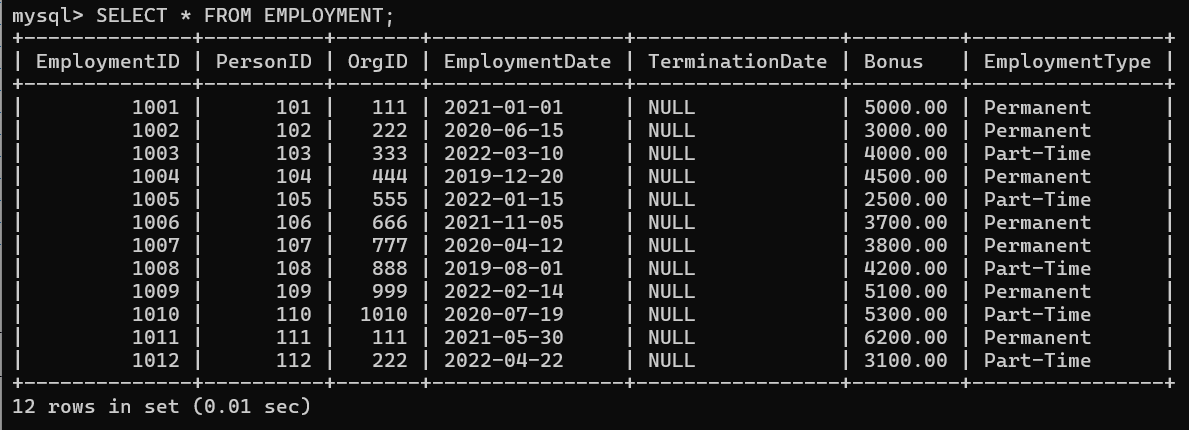 mysql> SELECT * FROM EMPLOYMENT;
+--------------+----------+-------+----------------+-----------------+---------+----------------+
| EmploymentID | PersonID | OrgID | EmploymentDate | TerminationDate | Bonus   | EmploymentType |
+--------------+----------+-------+----------------+-----------------+---------+----------------+
|         1001 |      101 |   111 | 2021-01-01     | NULL            | 5000.00 | Permanent      |
|         1002 |      102 |   222 | 2020-06-15     | NULL            | 3000.00 | Permanent      |
|         1003 |      103 |   333 | 2022-03-10     | NULL            | 4000.00 | Part-Time      |
|         1004 |      104 |   444 | 2019-12-20     | NULL            | 4500.00 | Permanent      |
|         1005 |      105 |   555 | 2022-01-15     | NULL            | 2500.00 | Part-Time      |
|         1006 |      106 |   666 | 2021-11-05     | NULL            | 3700.00 | Permanent      |
|         1007 |      107 |   777 | 2020-04-12     | NULL            | 3800.00 | Permanent      |
|         1008 |      108 |   888 | 2019-08-01     | NULL            | 4200.00 | Part-Time      |
|         1009 |      109 |   999 | 2022-02-14     | NULL            | 5100.00 | Permanent      |
|         1010 |      110 |  1010 | 2020-07-19     | NULL            | 5300.00 | Part-Time      |
|         1011 |      111 |   111 | 2021-05-30     | NULL            | 6200.00 | Permanent      |
|         1012 |      112 |   222 | 2022-04-22     | NULL            | 3100.00 | Part-Time      |
+--------------+----------+-------+----------------+-----------------+---------+----------------+
12 rows in set (0.01 sec)